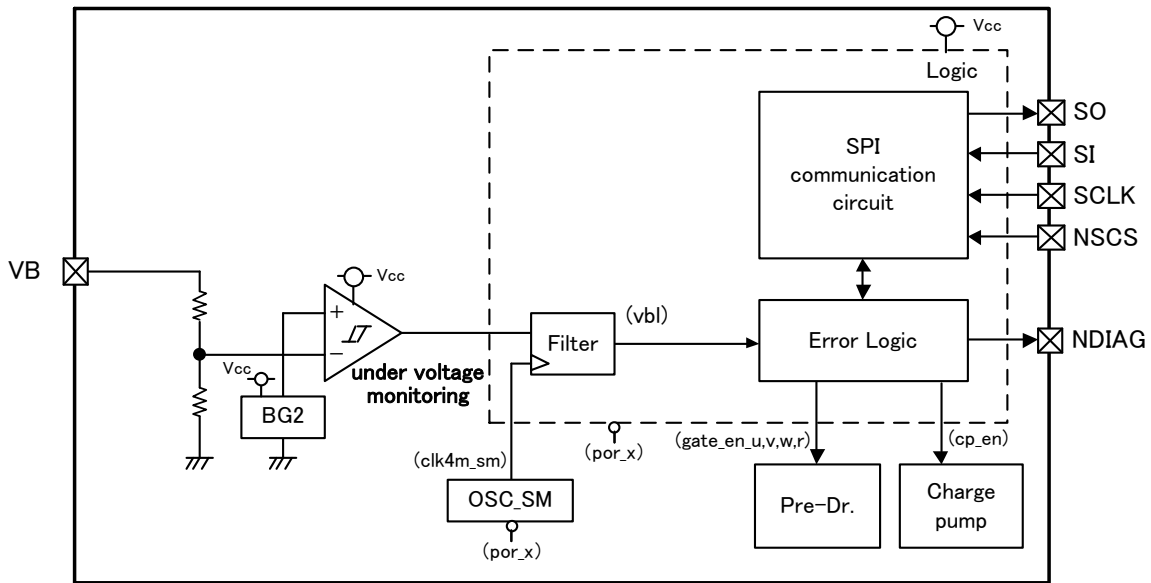 Vcc
Logic
SPI
communication
circuit
SO
SI
SCLK
NSCS
VB
Vcc
+
−
under voltage
monitoring
Vcc
BG2
Filter
(vbl)
Error Logic
NDIAG
(clk4m_sm)
OSC_SM
(por_x)
(por_x)
(gate_en_u,v,w,r)
(cp_en)
Pre-Dr.
Charge
pump